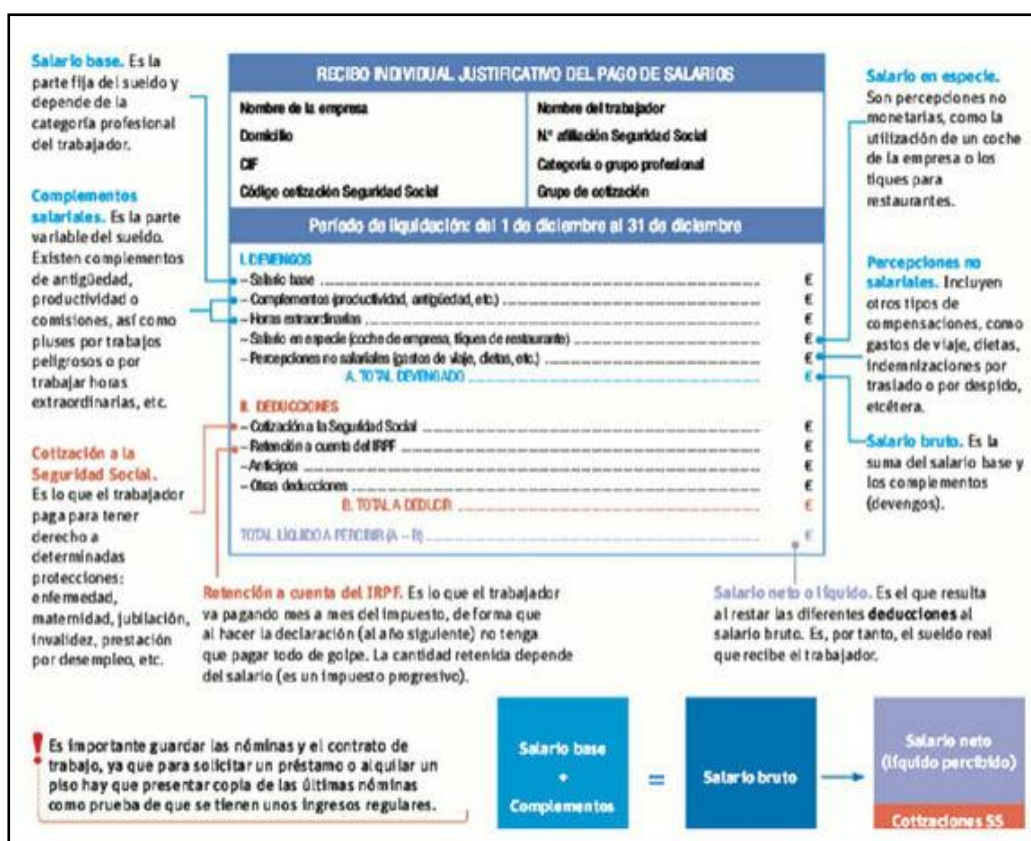 Salario base. Es la
parte fija del sueldo y
depende de la
categoría profesional
del trabajador.
Complementos
salariales. Es la parte
variable del sueldo.
Existen complementos
de antigüedad,
productividad o
comisiones, así como
pluses por trabajos
peligrosos o por
trabajar horas
extraordinarias, etc.
Cotización a la
Seguridad Social.
Es lo que el trabajador
paga para tener
derecho a
determinadas
protecciones:
enfermedad,
maternidad, jubilación,
invalidez, prestación
por desempleo, etc.
RECIBO INDIVIDUAL JUSTIFICATIVO DEL PAGO DE SALARIOS
Nombre de la empresa
Domicilio
CIF
Código cotización Seguridad Social
Nombre del trabajador
N.º afiliación Seguridad Social
Categoría o grupo profesional
Grupo de cotización
Período de liquidación: del 1 de diciembre al 31 de diciembre
I. DEVENGOS
– Salario base €
– Complementos (productividad, antigüedad, etc.) €
– Horas extraordinarias €
– Salario en especie (coche de empresa, tiques de restaurante) €
– Percepciones no salariales (gastos de viaje, dietas, etc.) €
A. TOTAL DEVENGADO €
II. DEDUCCIONES
– Cotización a la Seguridad Social €
– Retención a cuenta del IRPF €
– Anticipos €
– Otras deducciones €
B. TOTAL A DEDUCIR €
TOTAL LÍQUIDO A PERCIBIR (A – B) €
Salario en especie.
Son percepciones no
monetarias, como la
utilización de un coche
de la empresa o los
tiques para
restaurantes.
Percepciones no
salariales. Incluyen
otros tipos de
compensaciones, como
gastos de viaje, dietas,
indemnizaciones por
traslado o por despido,
etcétera.
Salario bruto. Es la
suma del salario base y
los complementos
(devengos).
Retención a cuenta del IRPF. Es lo que el trabajador
va pagando mes a mes del impuesto, de forma que
al hacer la declaración (al año siguiente) no tenga
que pagar todo de golpe. La cantidad retenida depende
del salario (es un impuesto progresivo).
Salario neto o líquido. Es el que resulta
al restar las diferentes deducciones al
salario bruto. Es, por tanto, el sueldo real
que recibe el trabajador.
! Es importante guardar las nóminas y el contrato de
trabajo, ya que para solicitar un préstamo o alquilar un
piso hay que presentar copia de las últimas nóminas
como prueba de que se tienen unos ingresos regulares.
Salario base
+
Complementos
=
Salario bruto
Salario neto
(líquido percibido)
Cotizaciones SS